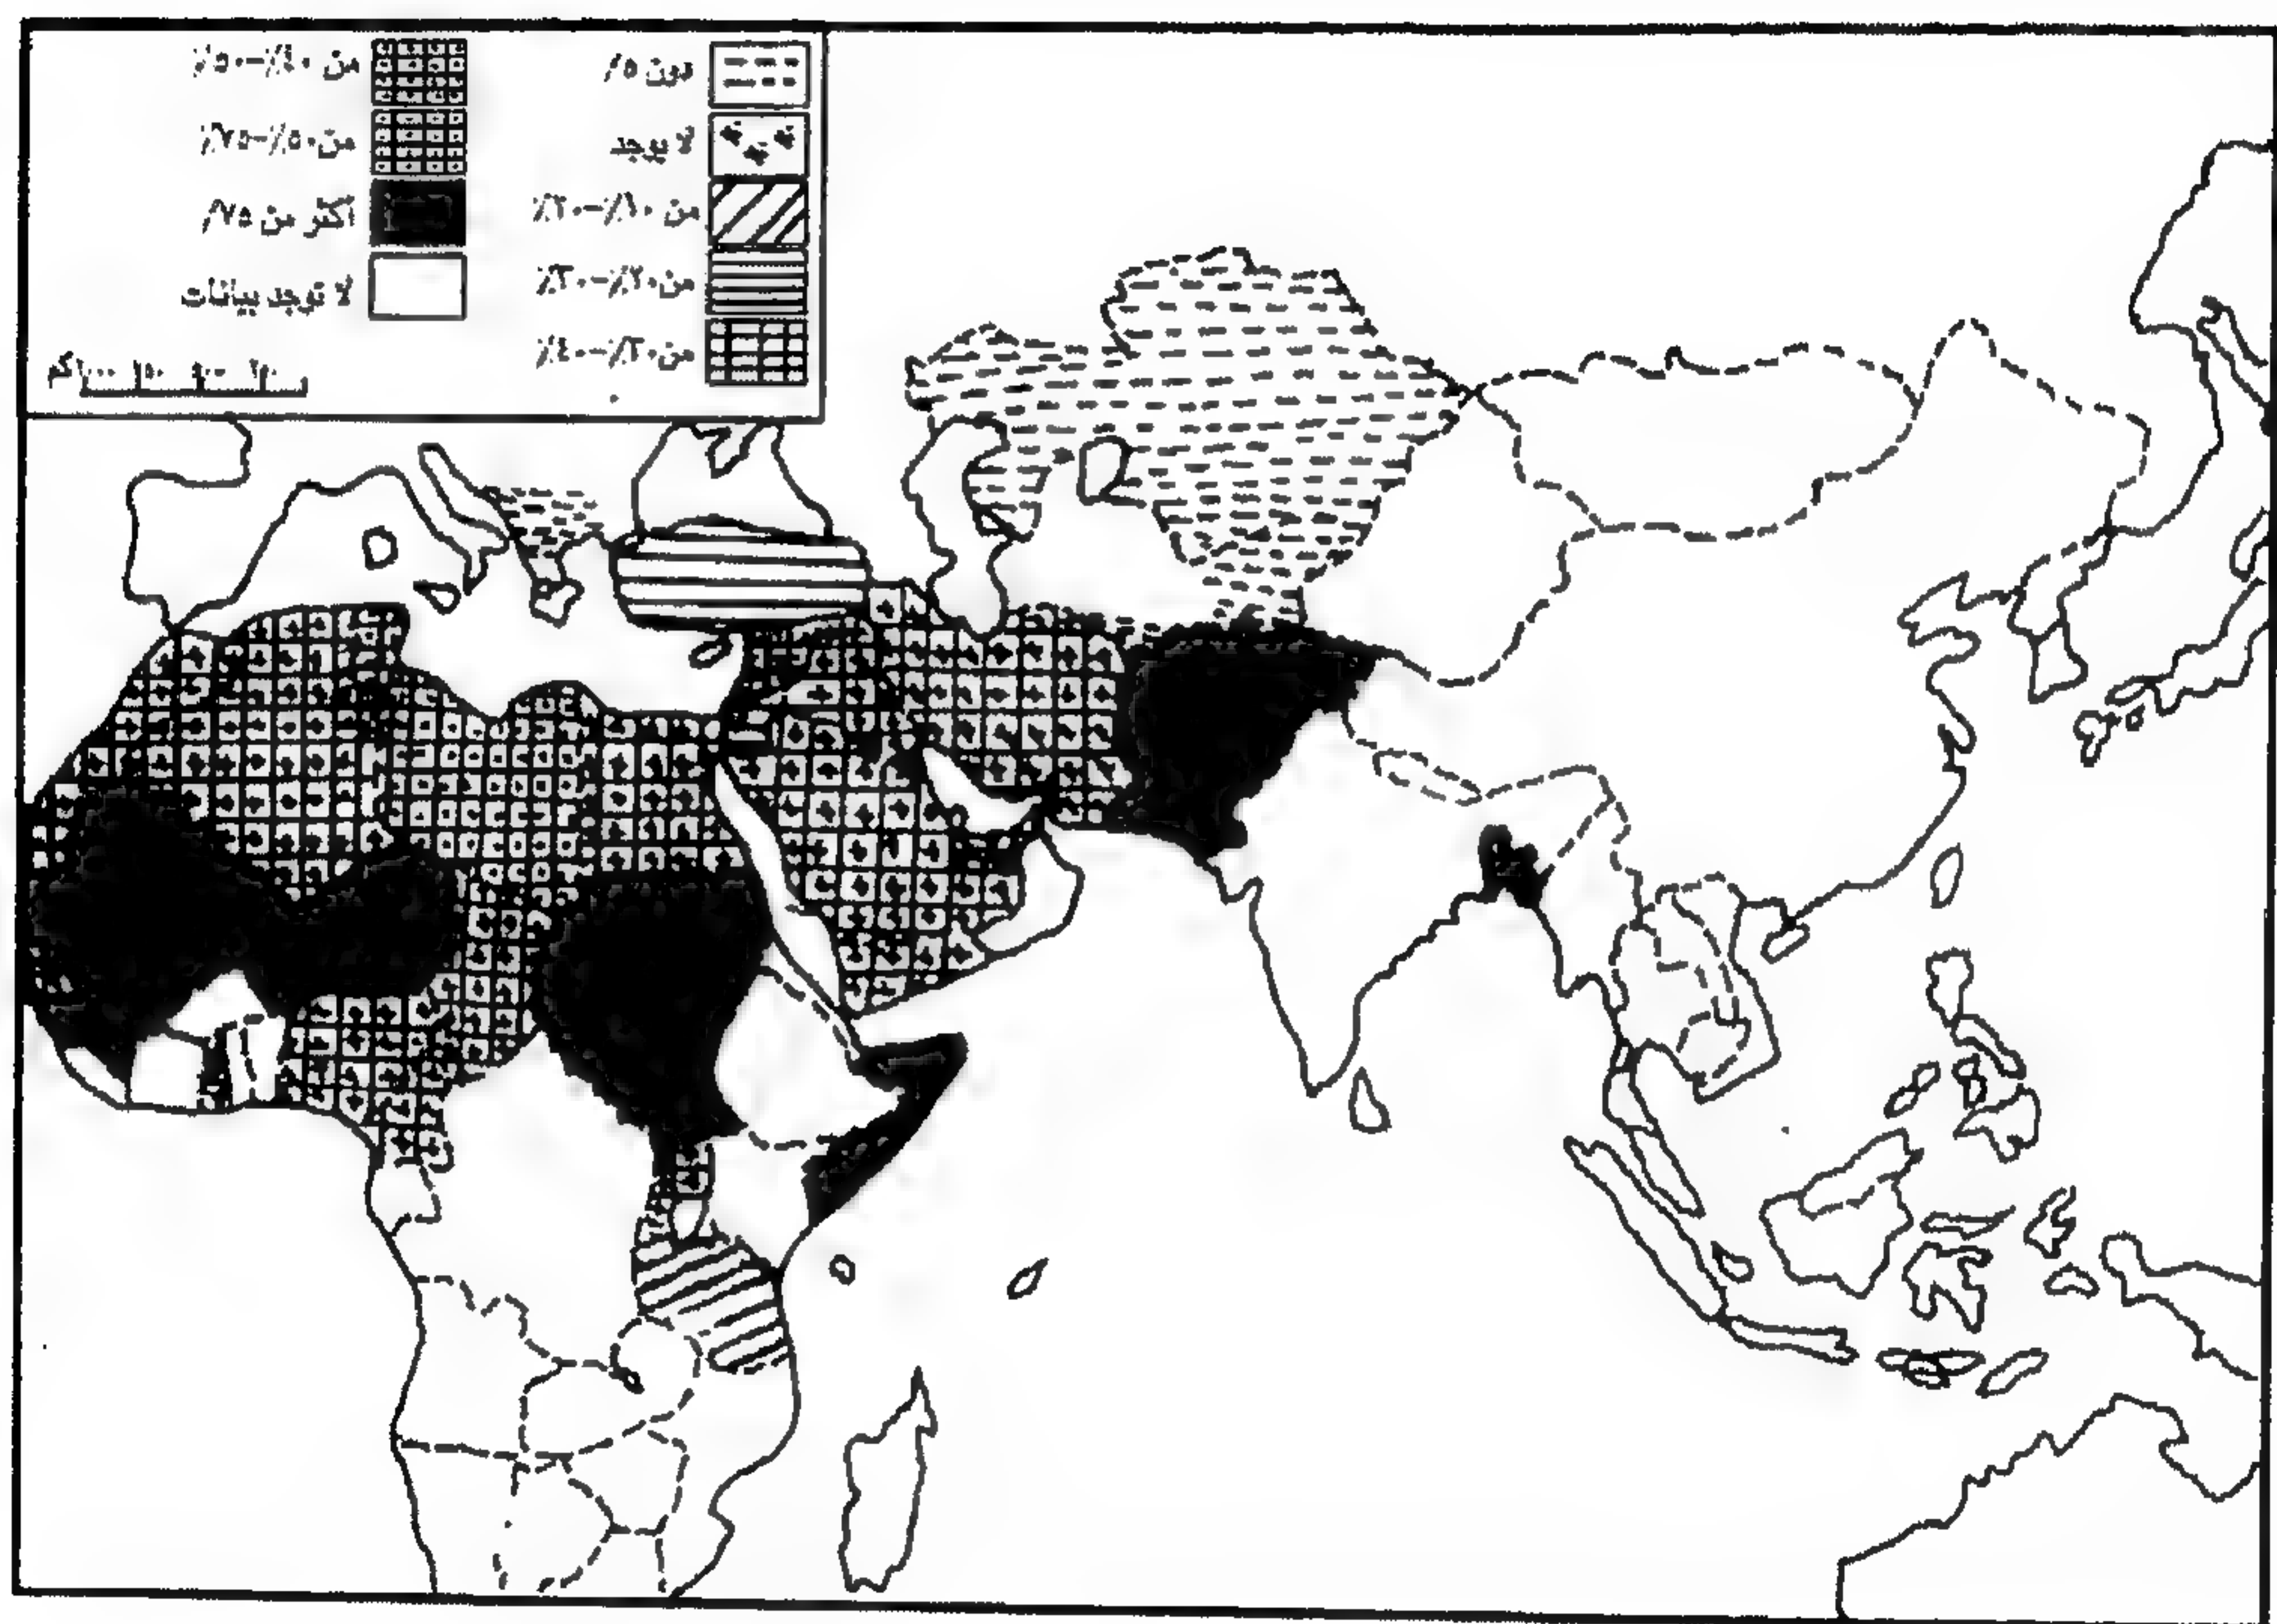 دون ٥٪
لا يوجد
من ١٠٪-٢٠٪
من ٢٠٪-٣٠٪
من ٣٠٪-٤٠٪
من ٤٠٪-٥٠٪
من ٥٠٪-٧٥٪
أكثر من ٧٥٪
لا توجد بيانات
كم